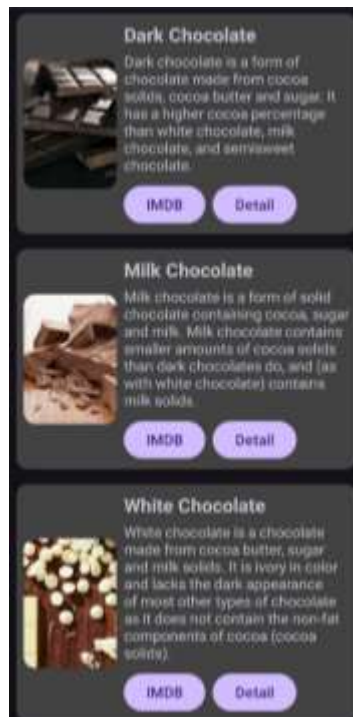 Dark Chocolate
Dark chocolate is a form of
chocolate made from cocoa
solids, cocoa butter and sugar. It
has a higher cocoa percentage
than white chocolate, milk
chocolate, and semisweet
chocolate.
IMDB Detail
Milk Chocolate
Milk chocolate is a form of solid
chocolate containing cocoa, sugar
and milk. Milk chocolate contains
smaller amounts of cocoa solids
than dark chocolates do, and (as
with white chocolate) contains
milk solids.
IMDB Detail
White Chocolate
White chocolate is a chocolate
made from cocoa butter, sugar
and milk solids. It is ivory in color
and lacks the dark appearance
of most other types of chocolate
as it does not contain the non-fat
components of cocoa (cocoa
solids).
IMDB Detail